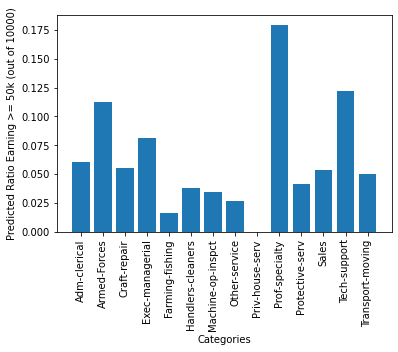 Predicted Ratio Earning >= 50k (out of 10000)
0.175
0.150
0.125
0.100
0.075
0.050
0.025
0.000
Adm-clerical
Armed-Forces
Craft-repair
Exec-managerial
Farming-fishing
Handlers-cleaners
Machine-op-inspct
Other-service
Priv-house-serv
Prof-specialty
Protective-serv
Sales
Tech-support
Transport-moving
Categories